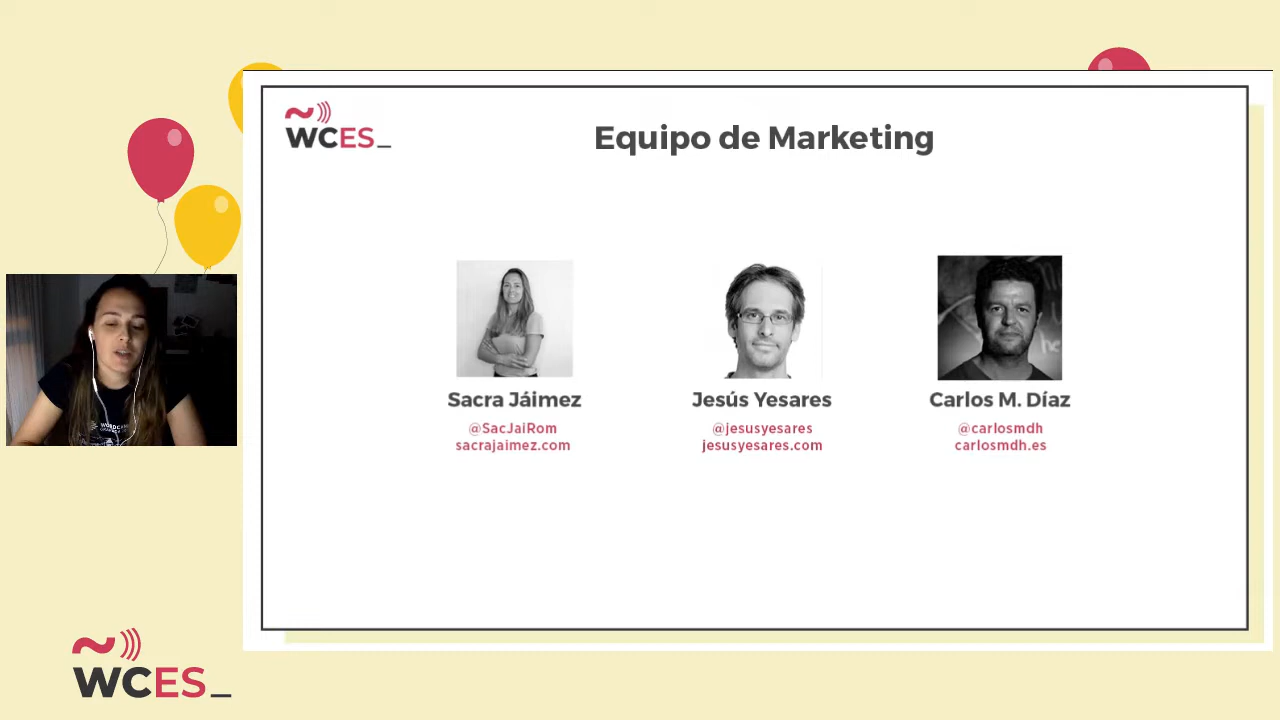 WCES_
Equipo de Marketing
Sacra Jáimez
@SacJaiRom
sacrajaimez.com
Jesús Yesares
@jesusyesares
jesusyesares.com
Carlos M. Díaz
@carlosmdh
carlosmdh.es
WCES_